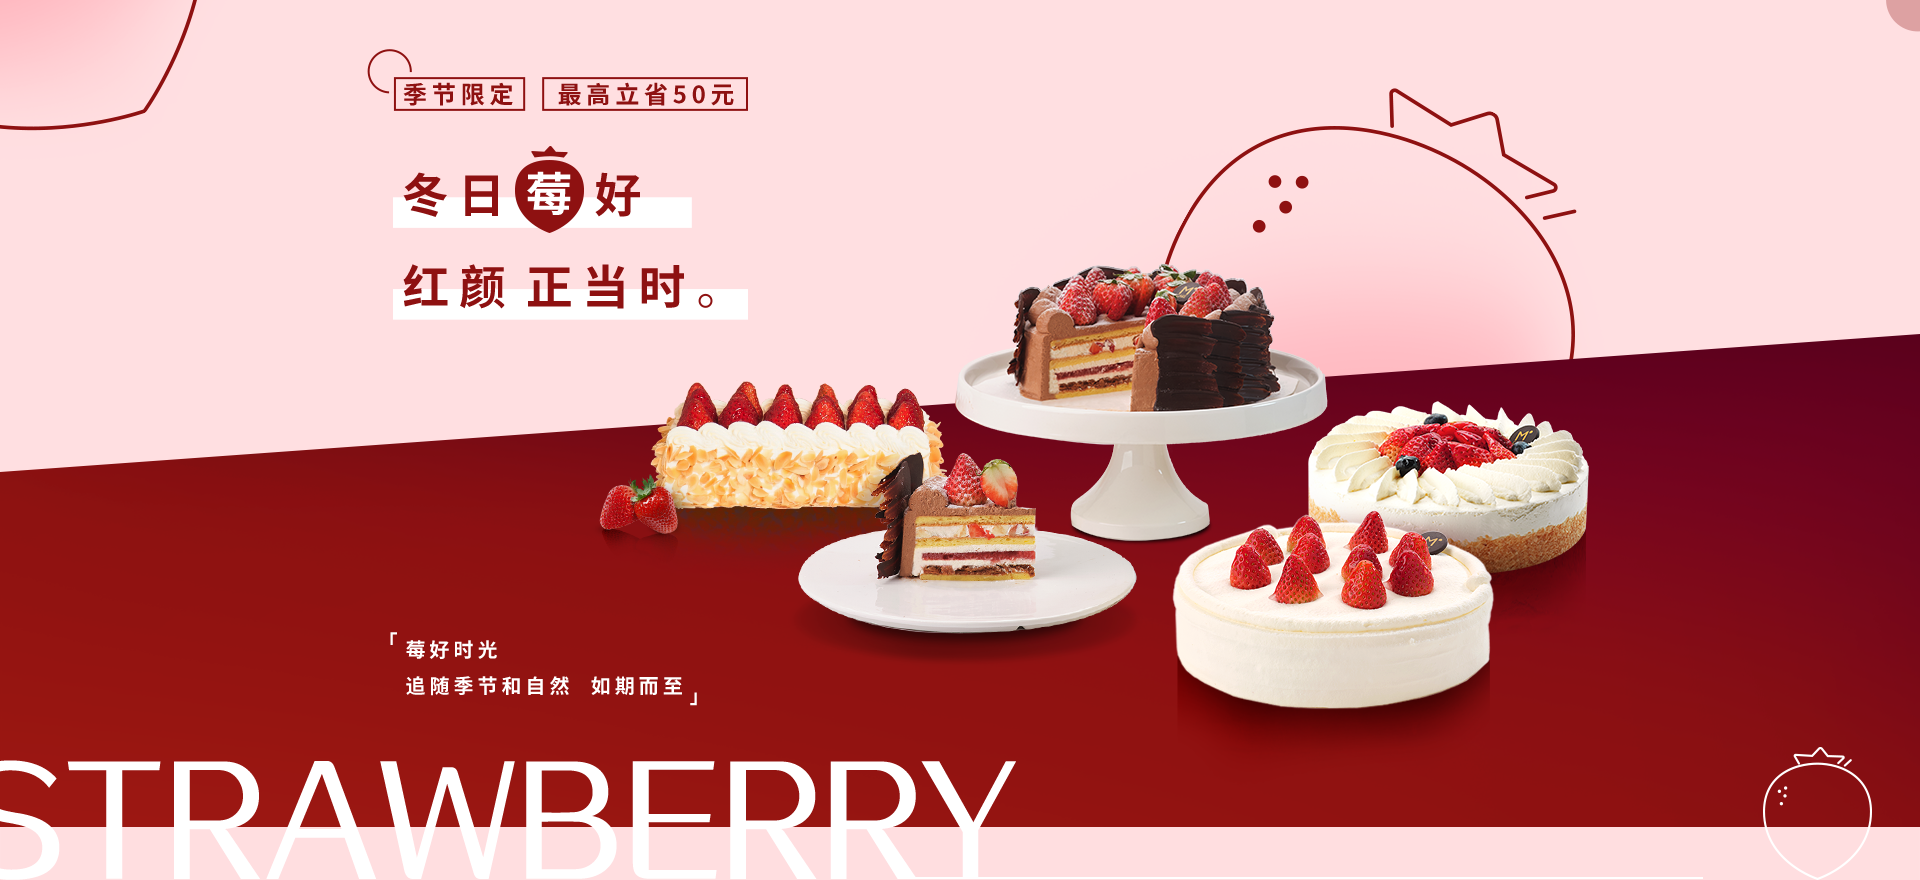 季节限定 最高立省50元
冬日莓好
红颜 正当时。
「莓好时光
追随季节和自然 如期而至」
STRAWBERRY